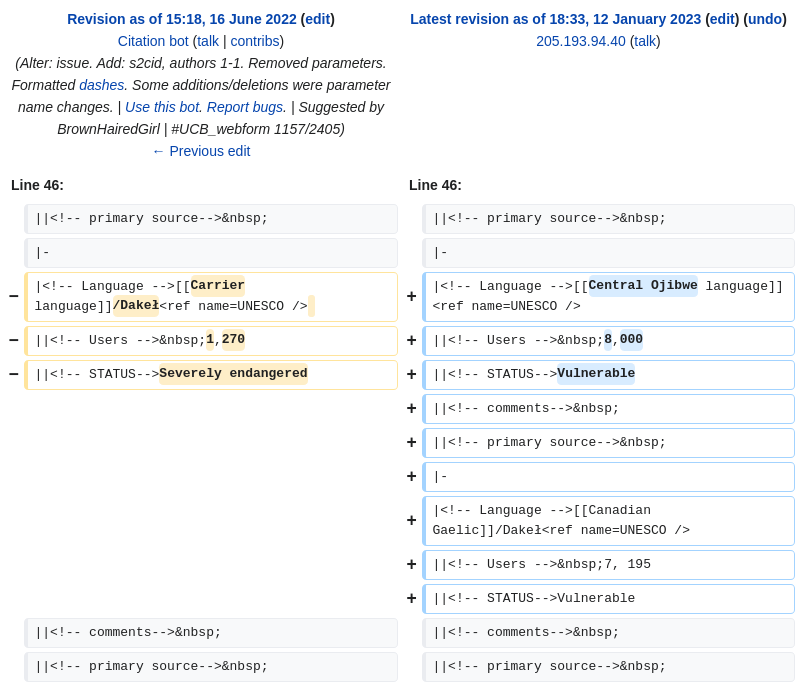 Revision as of 15:18, 16 June 2022 (edit)
Citation bot (talk | contribs)
(Alter: issue. Add: s2cid, authors 1-1. Removed parameters.
Formatted dashes. Some additions/deletions were parameter
name changes. | Use this bot. Report bugs. | Suggested by
BrownHairedGirl | #UCB_webform 1157/2405)
← Previous edit
Latest revision as of 18:33, 12 January 2023 (edit) (undo)
205.193.94.40 (talk)
Line 46:
Line 46:
||<!-- primary source-->&nbsp;
||<!-- primary source-->&nbsp;
|-
|-
− |<!-- Language -->[[Carrier
language]]/Dakeł<ref name=UNESCO />
+ |<!-- Language -->[[Central Ojibwe language]]
<ref name=UNESCO />
− ||<!-- Users -->&nbsp;1,270
+ ||<!-- Users -->&nbsp;8,000
− ||<!-- STATUS-->Severely endangered
+ ||<!-- STATUS-->Vulnerable
+ ||<!-- comments-->&nbsp;
+ ||<!-- primary source-->&nbsp;
+ |-
+ |<!-- Language -->[[Canadian
Gaelic]]/Dakeł<ref name=UNESCO />
+ ||<!-- Users -->&nbsp;7, 195
+ ||<!-- STATUS-->Vulnerable
||<!-- comments-->&nbsp;
||<!-- comments-->&nbsp;
||<!-- primary source-->&nbsp;
||<!-- primary source-->&nbsp;